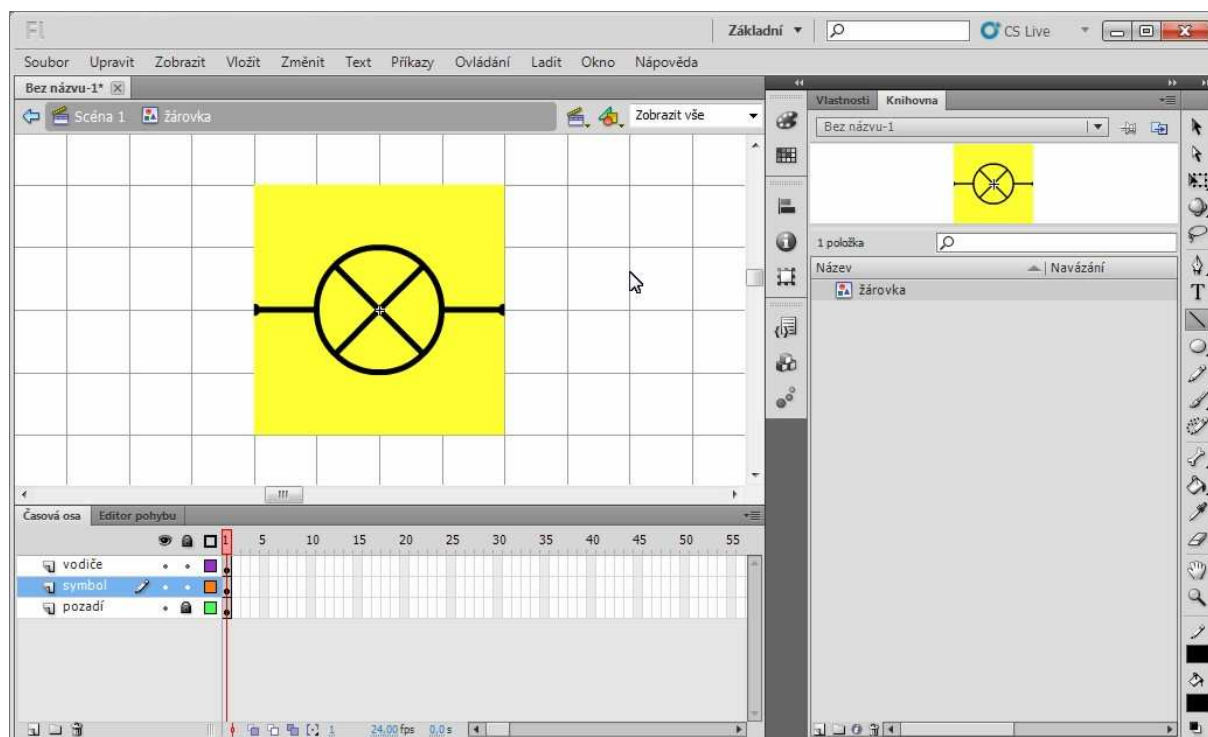 Fl Základní CS Live
Soubor Upravit Zobrazit Vložit Změnit Text Příkazy Ovládání Ladit Okno Nápověda
Bez názvu-1*
Scéna 1 žárovka Zobrazit vše
Vlastnosti Knihovna
Bez názvu-1
1 položka
Název Navázání
žárovka
T
Časová osa Editor pohybu
1 5 10 15 20 25 30 35 40 45 50 55
vodiče
symbol
pozadí
1 24.00 fps 0.0 s